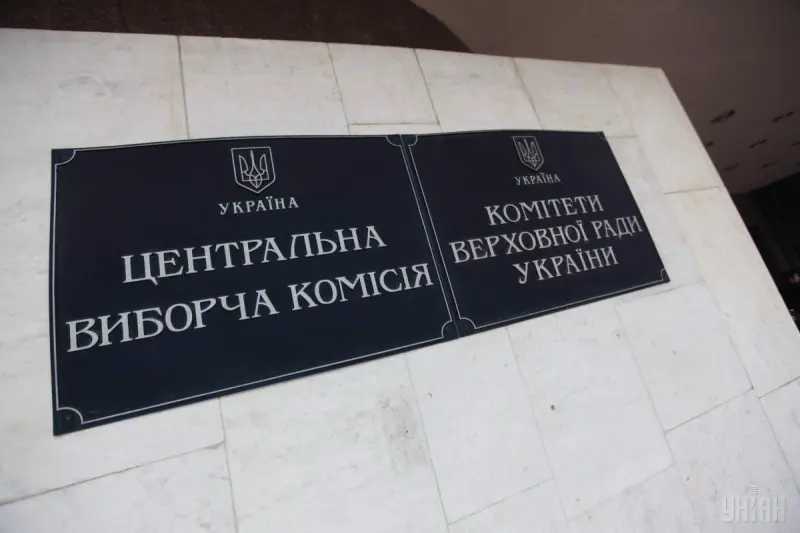 УКРАЇНА
ЦЕНТРАЛЬНА
ВИБОРЧА КОМІСІЯ
УКРАЇНА
КОМІТЕТИ
ВЕРХОВНОЇ РАДИ
УКРАЇНИ
УНІАН